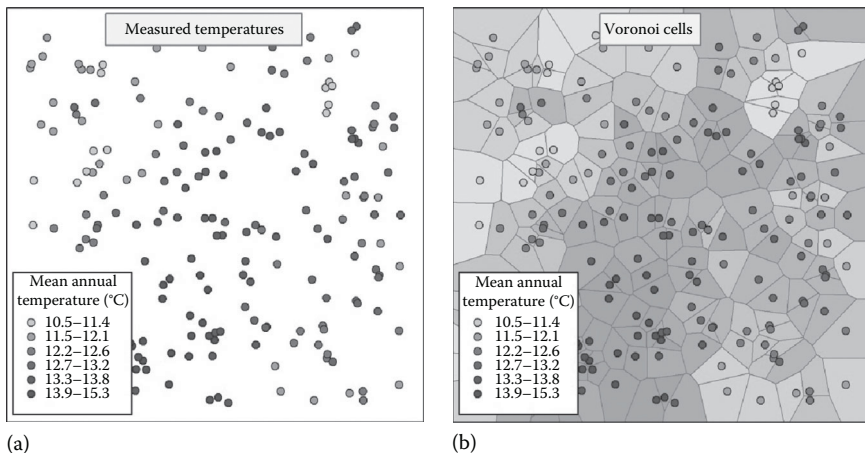 Measured temperatures
Mean annual
temperature (°C)
10.5–11.4
11.5–12.1
12.2–12.6
12.7–13.2
13.3–13.8
13.9–15.3
(a)
Voronoi cells
Mean annual
temperature (°C)
10.5–11.4
11.5–12.1
12.2–12.6
12.7–13.2
13.3–13.8
13.9–15.3
(b)